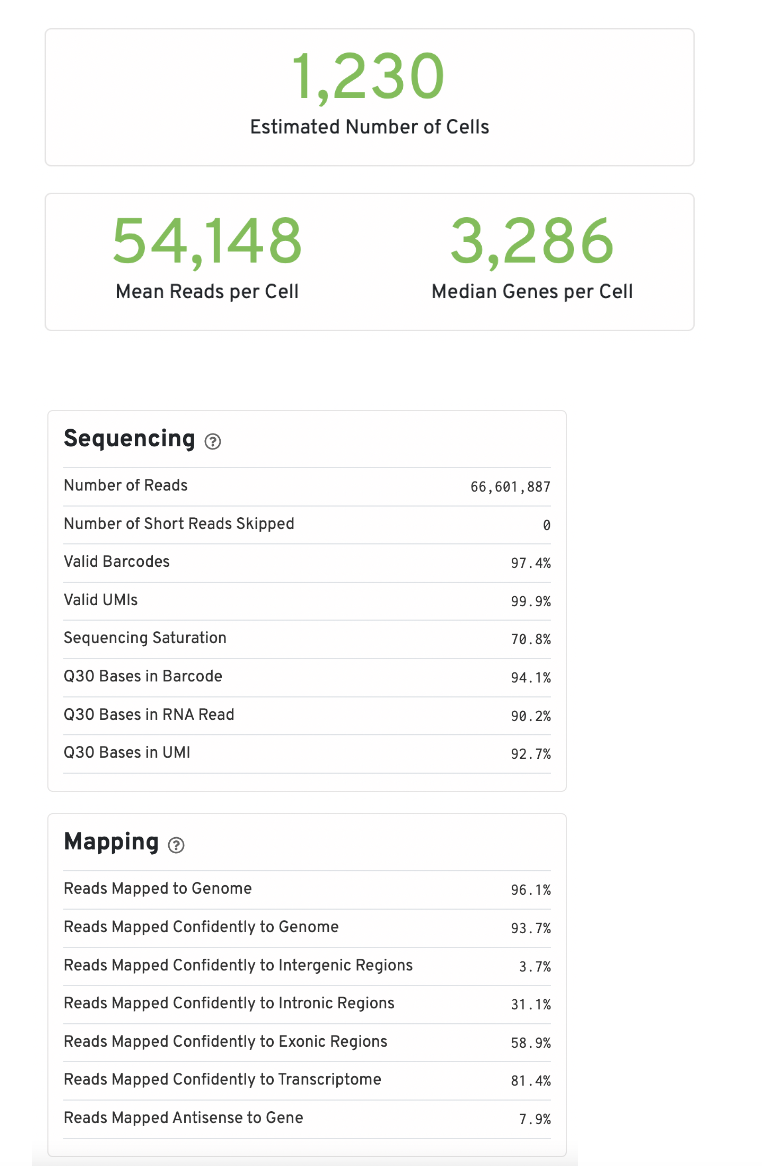 1,230
Estimated Number of Cells
54,148
Mean Reads per Cell
3,286
Median Genes per Cell
Sequencing ?
Number of Reads 66,601,887
Number of Short Reads Skipped 0
Valid Barcodes 97.4%
Valid UMIs 99.9%
Sequencing Saturation 70.8%
Q30 Bases in Barcode 94.1%
Q30 Bases in RNA Read 90.2%
Q30 Bases in UMI 92.7%
Mapping ?
Reads Mapped to Genome 96.1%
Reads Mapped Confidently to Genome 93.7%
Reads Mapped Confidently to Intergenic Regions 3.7%
Reads Mapped Confidently to Intronic Regions 31.1%
Reads Mapped Confidently to Exonic Regions 58.9%
Reads Mapped Confidently to Transcriptome 81.4%
Reads Mapped Antisense to Gene 7.9%